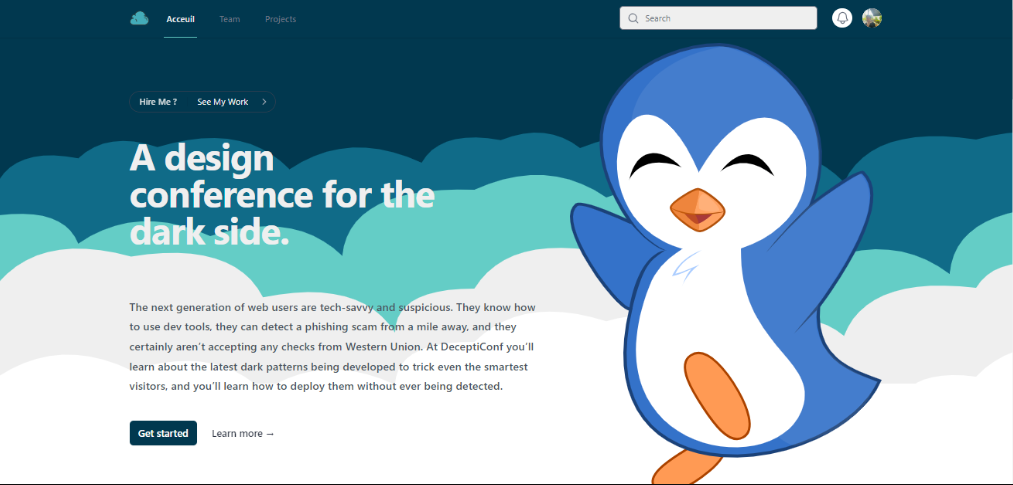 Acceuil Team Projects Search
Hire Me ? See My Work
A design
conference for the
dark side.
The next generation of web users are tech-savvy and suspicious. They know how
to use dev tools, they can detect a phishing scam from a mile away, and they
certainly aren't accepting any checks from Western Union. At DeceptiConf you'll
learn about the latest dark patterns being developed to trick even the smartest
visitors, and you'll learn how to deploy them without ever being detected.
Get started Learn more →